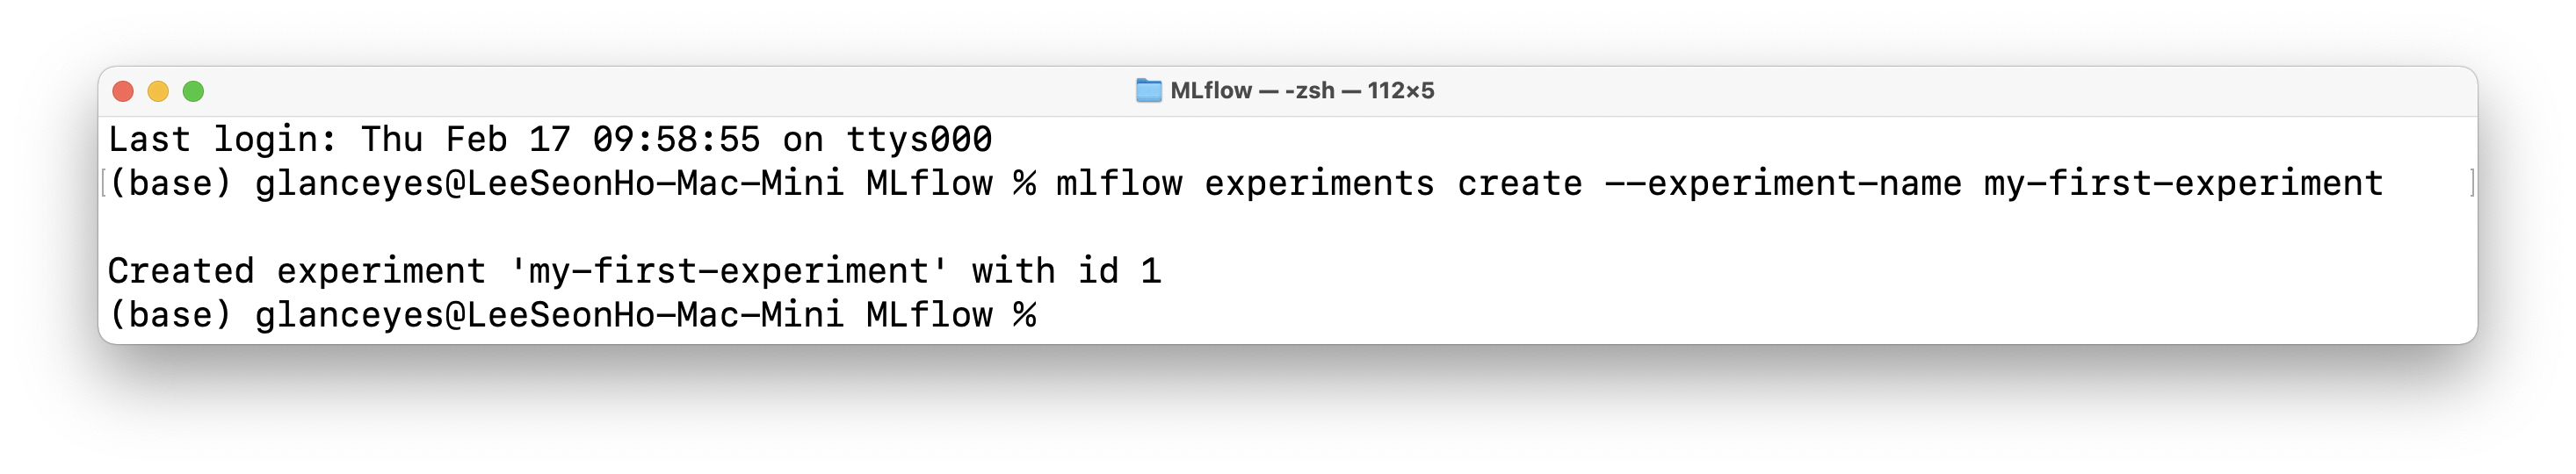 MLflow — -zsh — 112×5
Last login: Thu Feb 17 09:58:55 on ttys000
(base) glanceyes@LeeSeonHo-Mac-Mini MLflow % mlflow experiments create --experiment-name my-first-experiment
Created experiment 'my-first-experiment' with id 1
(base) glanceyes@LeeSeonHo-Mac-Mini MLflow %